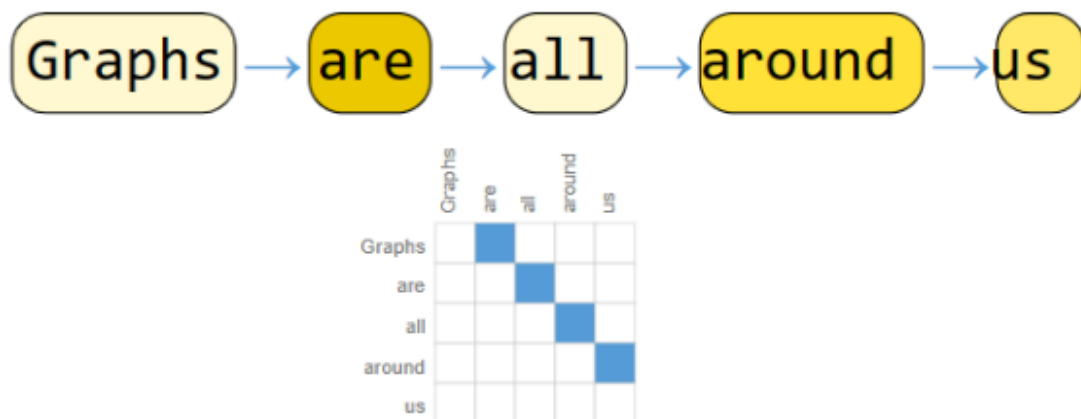 Graphs → are → all → around → us
Graphs are all around us
Graphs
are
all
around
us